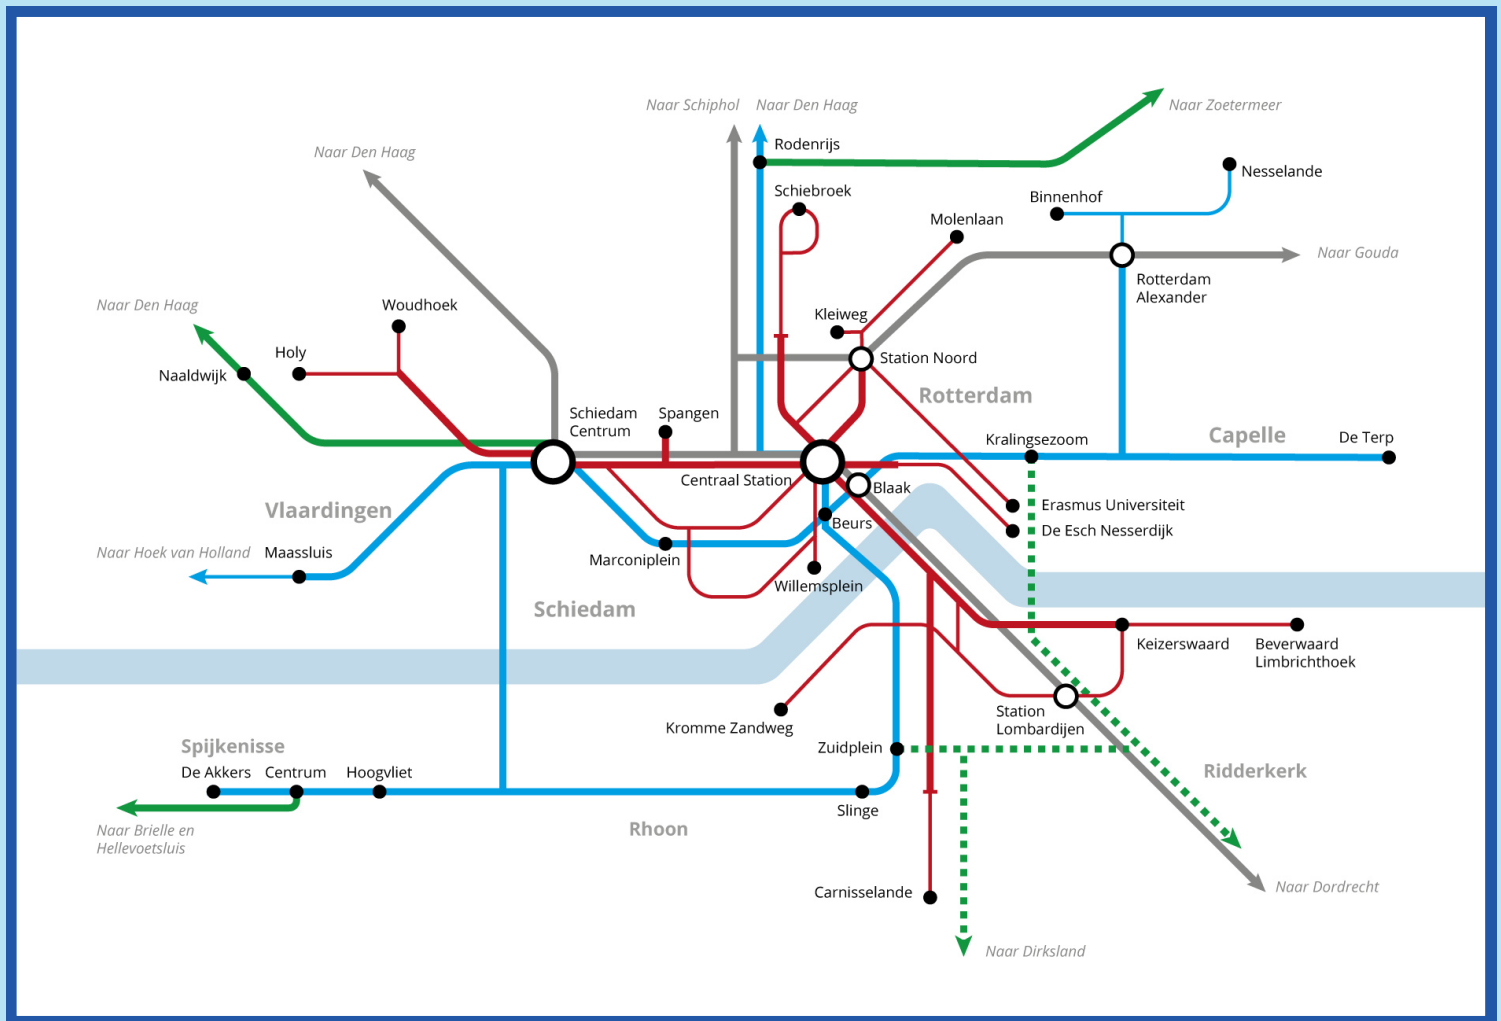 Naar Schiphol
Naar Den Haag
Naar Zoetermeer
Rodenrijs
Naar Den Haag
Nesselande
Schiebroek
Binnenhof
Molenlaan
Naar Gouda
Rotterdam
Alexander
Naar Den Haag
Woudhoek
Kleiweg
Holy
Station Noord
Naaldwijk
Rotterdam
Schiedam
Centrum
Spangen
Kralingsezoom
Capelle
De Terp
Centraal Station
Blaak
Vlaardingen
Erasmus Universiteit
Beurs
De Esch Nesserdijk
Naar Hoek van Holland
Maassluis
Marconiplein
Willemsplein
Schiedam
Keizerswaard
Beverwaard
Limbrichthoek
Station
Lombardijen
Kromme Zandweg
Spijkenisse
Zuidplein
Ridderkerk
De Akkers
Centrum
Hoogvliet
Slinge
Naar Brielle en
Hellevoetsluis
Rhoon
Carnisselande
Naar Dordrecht
Naar Dirksland